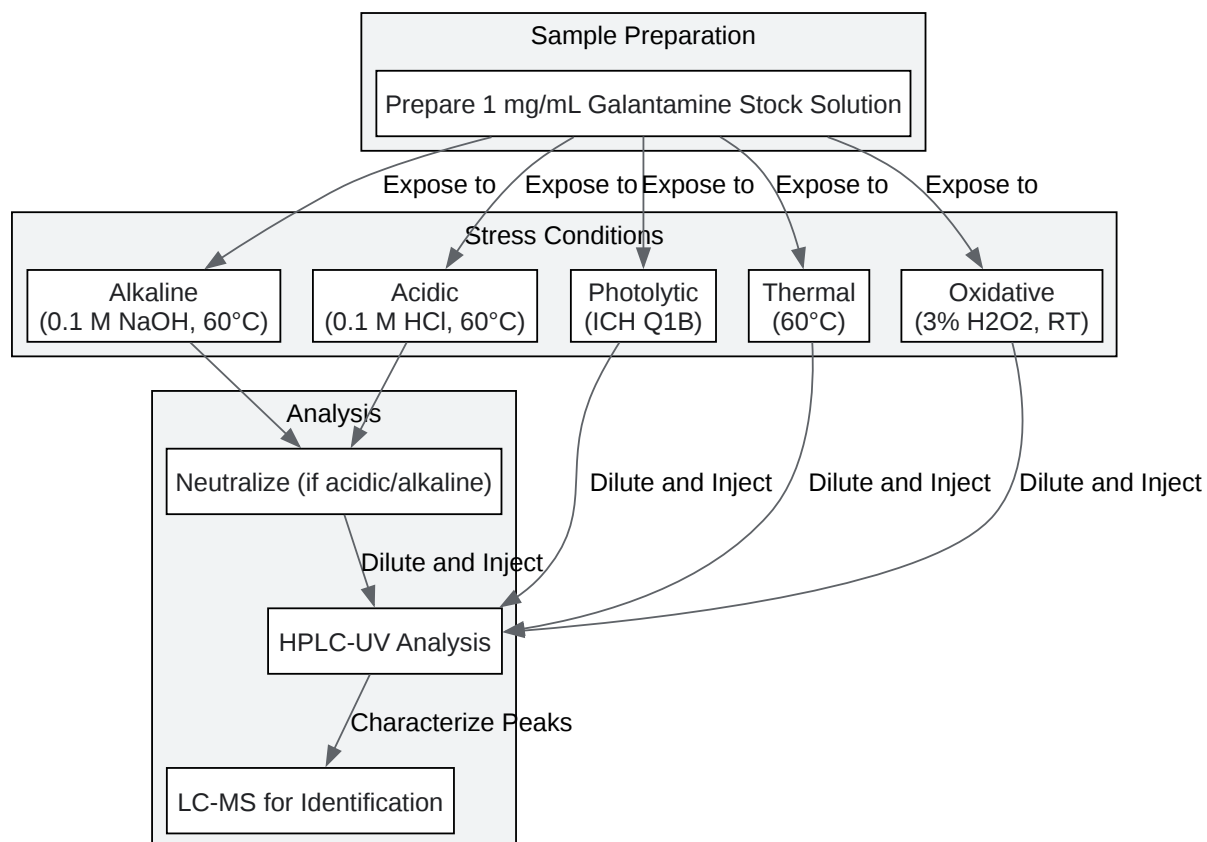 Sample Preparation
Prepare 1 mg/mL Galantamine Stock Solution
Expose to
Expose to
Expose to
Expose to
Expose to
Stress Conditions
Alkaline
(0.1 M NaOH, 60°C)
Acidic
(0.1 M HCl, 60°C)
Photolytic
(ICH Q1B)
Thermal
(60°C)
Oxidative
(3% H2O2, RT)
Analysis
Neutralize (if acidic/alkaline)
Dilute and Inject
Dilute and Inject
Dilute and Inject
Dilute and Inject
HPLC-UV Analysis
Characterize Peaks
LC-MS for Identification